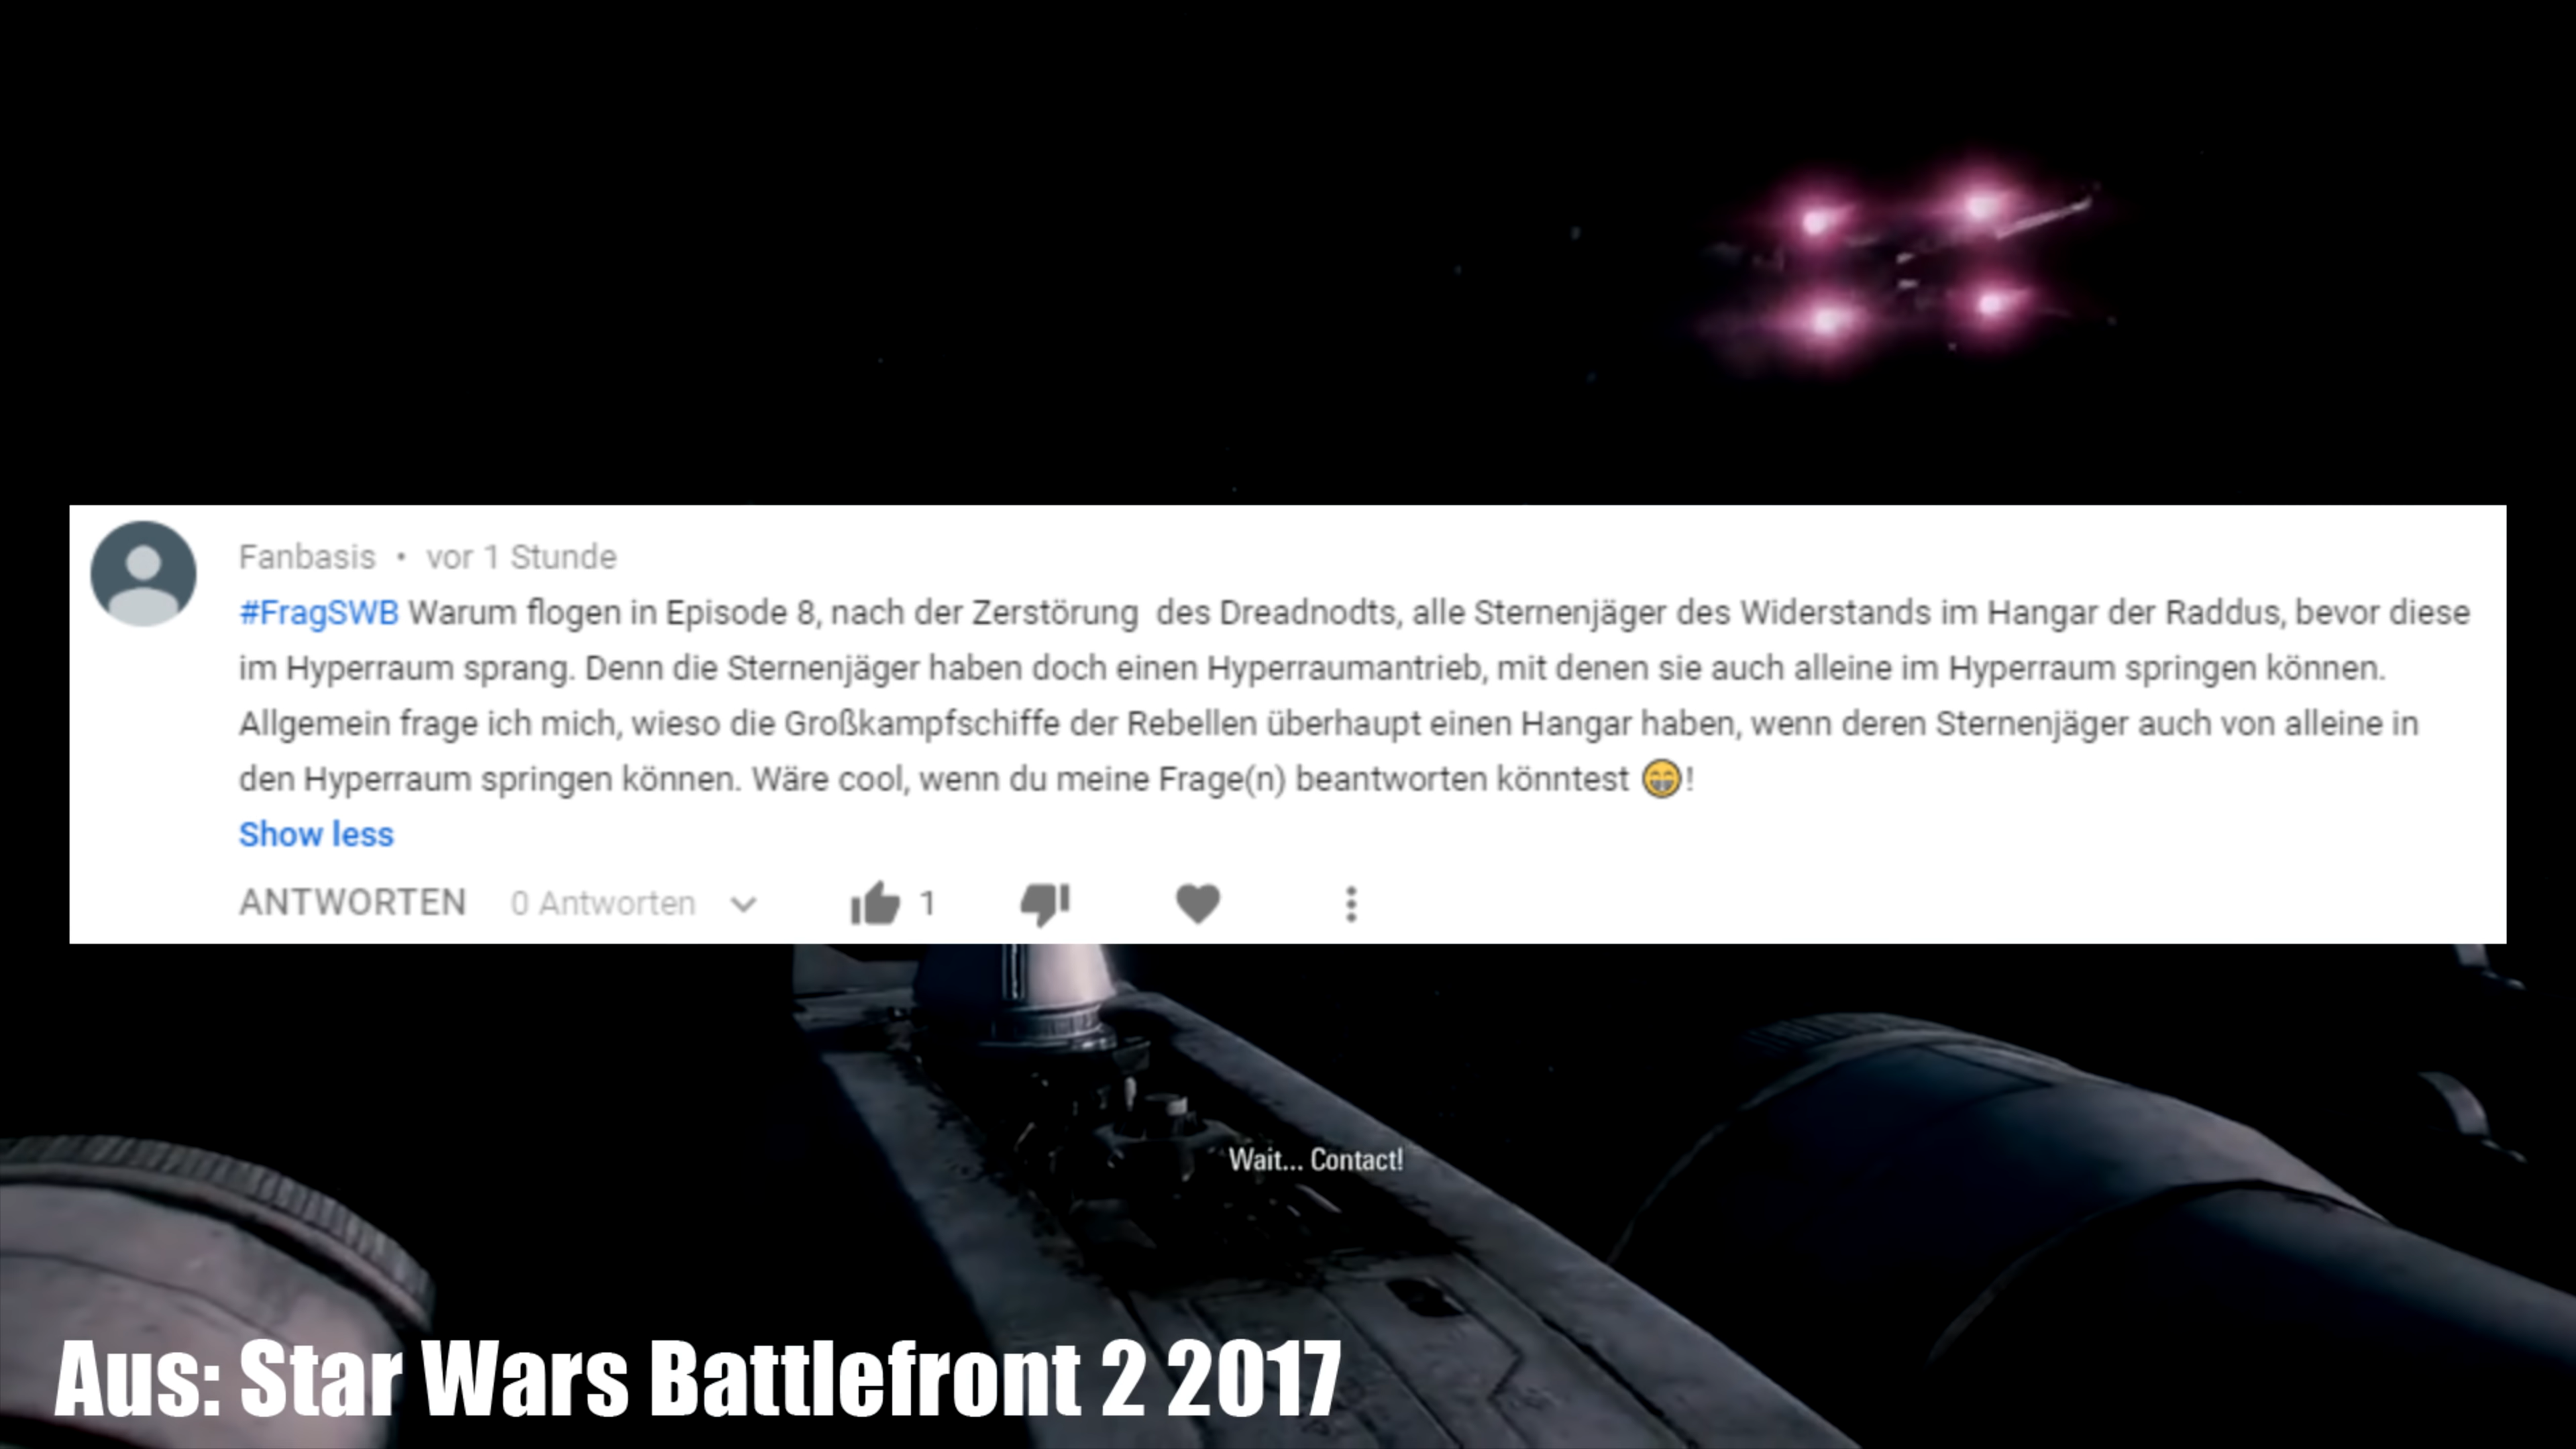 Fanbasis • vor 1 Stunde
#FragSWB Warum flogen in Episode 8, nach der Zerstörung  des Dreadnodts, alle Sternenjäger des Widerstands im Hangar der Raddus, bevor diese
im Hyperraum sprang. Denn die Sternenjäger haben doch einen Hyperraumantrieb, mit denen sie auch alleine im Hyperraum springen können.
Allgemein frage ich mich, wieso die Großkampfschiffe der Rebellen überhaupt einen Hangar haben, wenn deren Sternenjäger auch von alleine in
den Hyperraum springen können. Wäre cool, wenn du meine Frage(n) beantworten könntest 😁!
Show less
ANTWORTEN 0 Antworten 1
Wait... Contact!
Aus: Star Wars Battlefront 2 2017